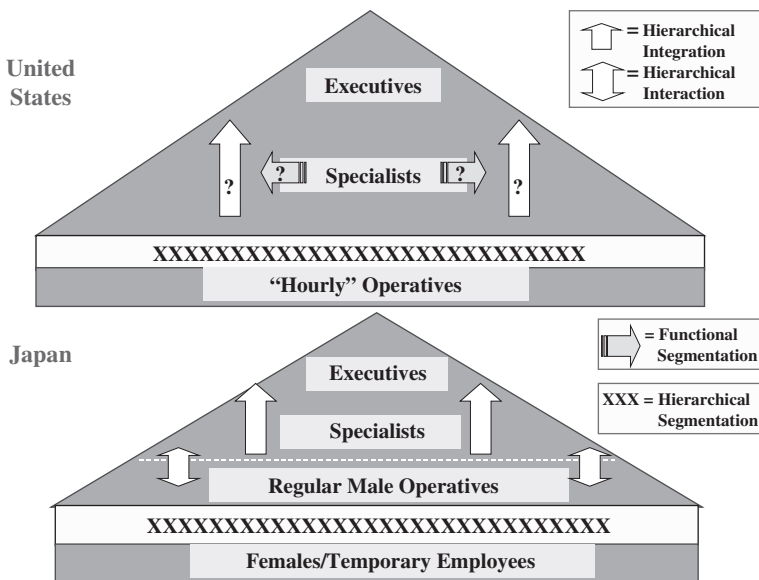 United
States
Executives
= Hierarchical
Integration
= Hierarchical
Interaction
? ? Specialists ? ?
XXXXXXXXXXXXXXXXXXXXXXXXXXXX
“Hourly” Operatives
Japan
= Functional
Segmentation
XXX = Hierarchical
Segmentation
Executives
Specialists
Regular Male Operatives
XXXXXXXXXXXXXXXXXXXXXXXXXXXXXX
Females/Temporary Employees